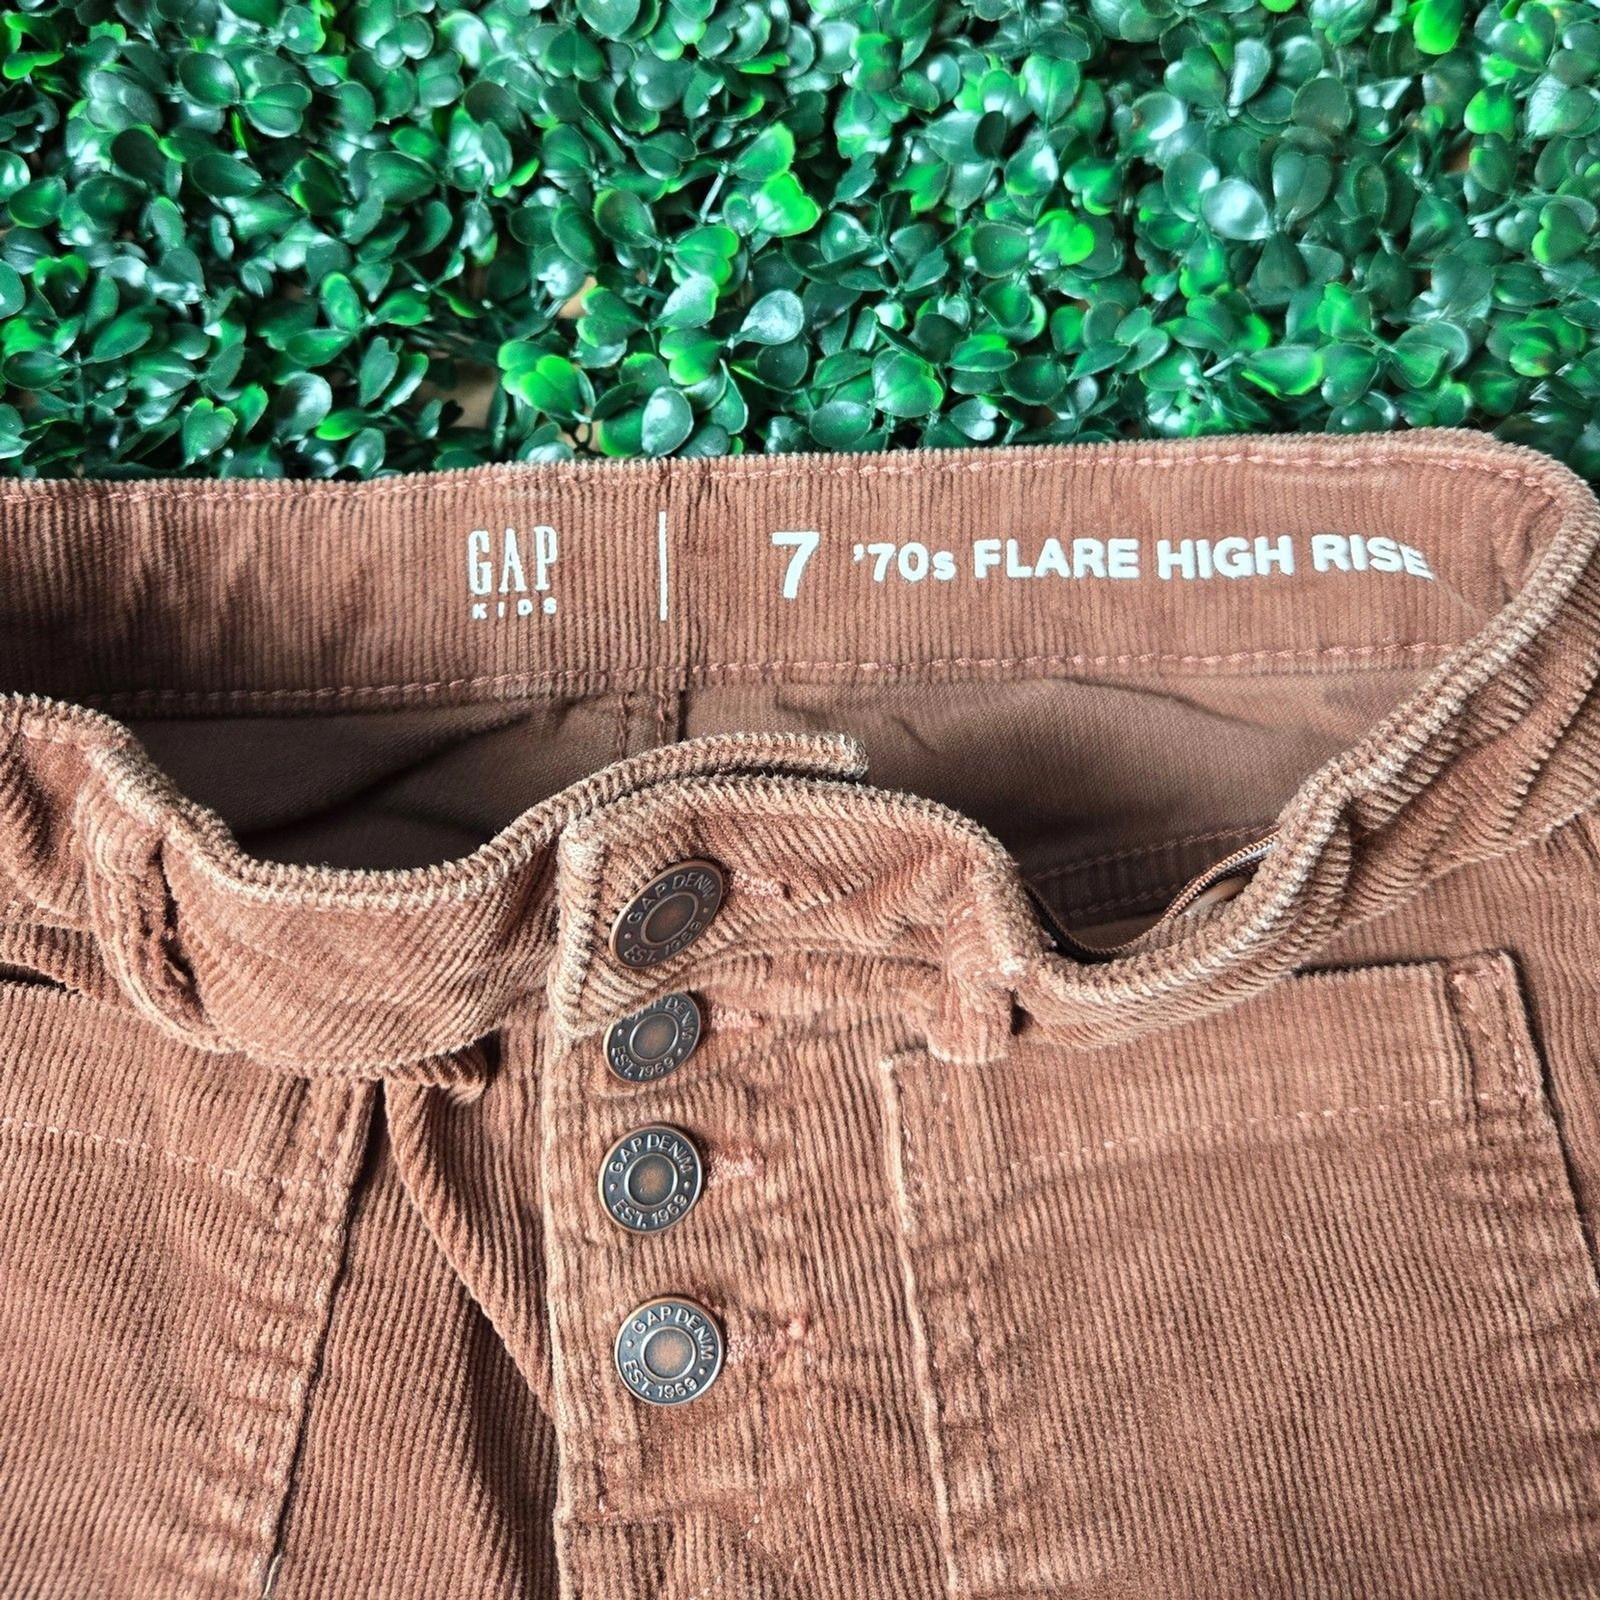 GAP
KIDS
7 '70s FLARE HIGH RISE
GAP DENIM
EST. 1969
GAP DENIM
EST. 1969
GAP DENIM
EST. 1969
GAP DENIM
EST. 1969